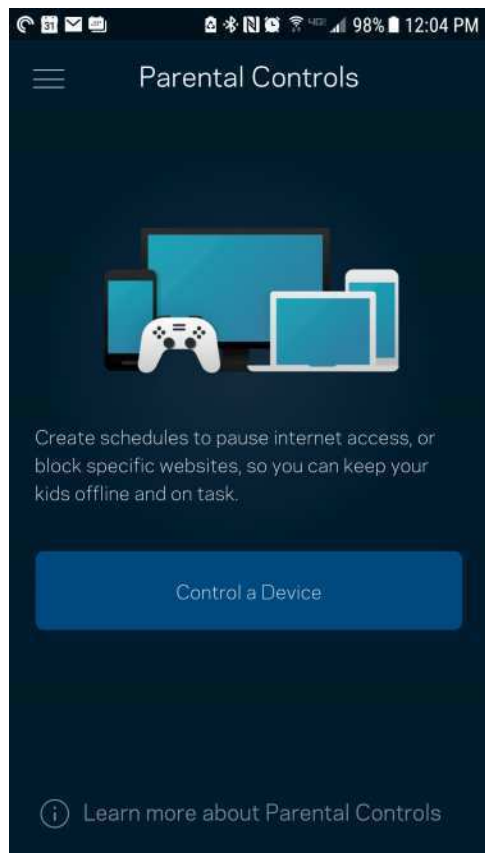 31 98% 12:04 PM
Parental Controls
Create schedules to pause internet access, or
block specific websites, so you can keep your
kids offline and on task.
Control a Device
Learn more about Parental Controls